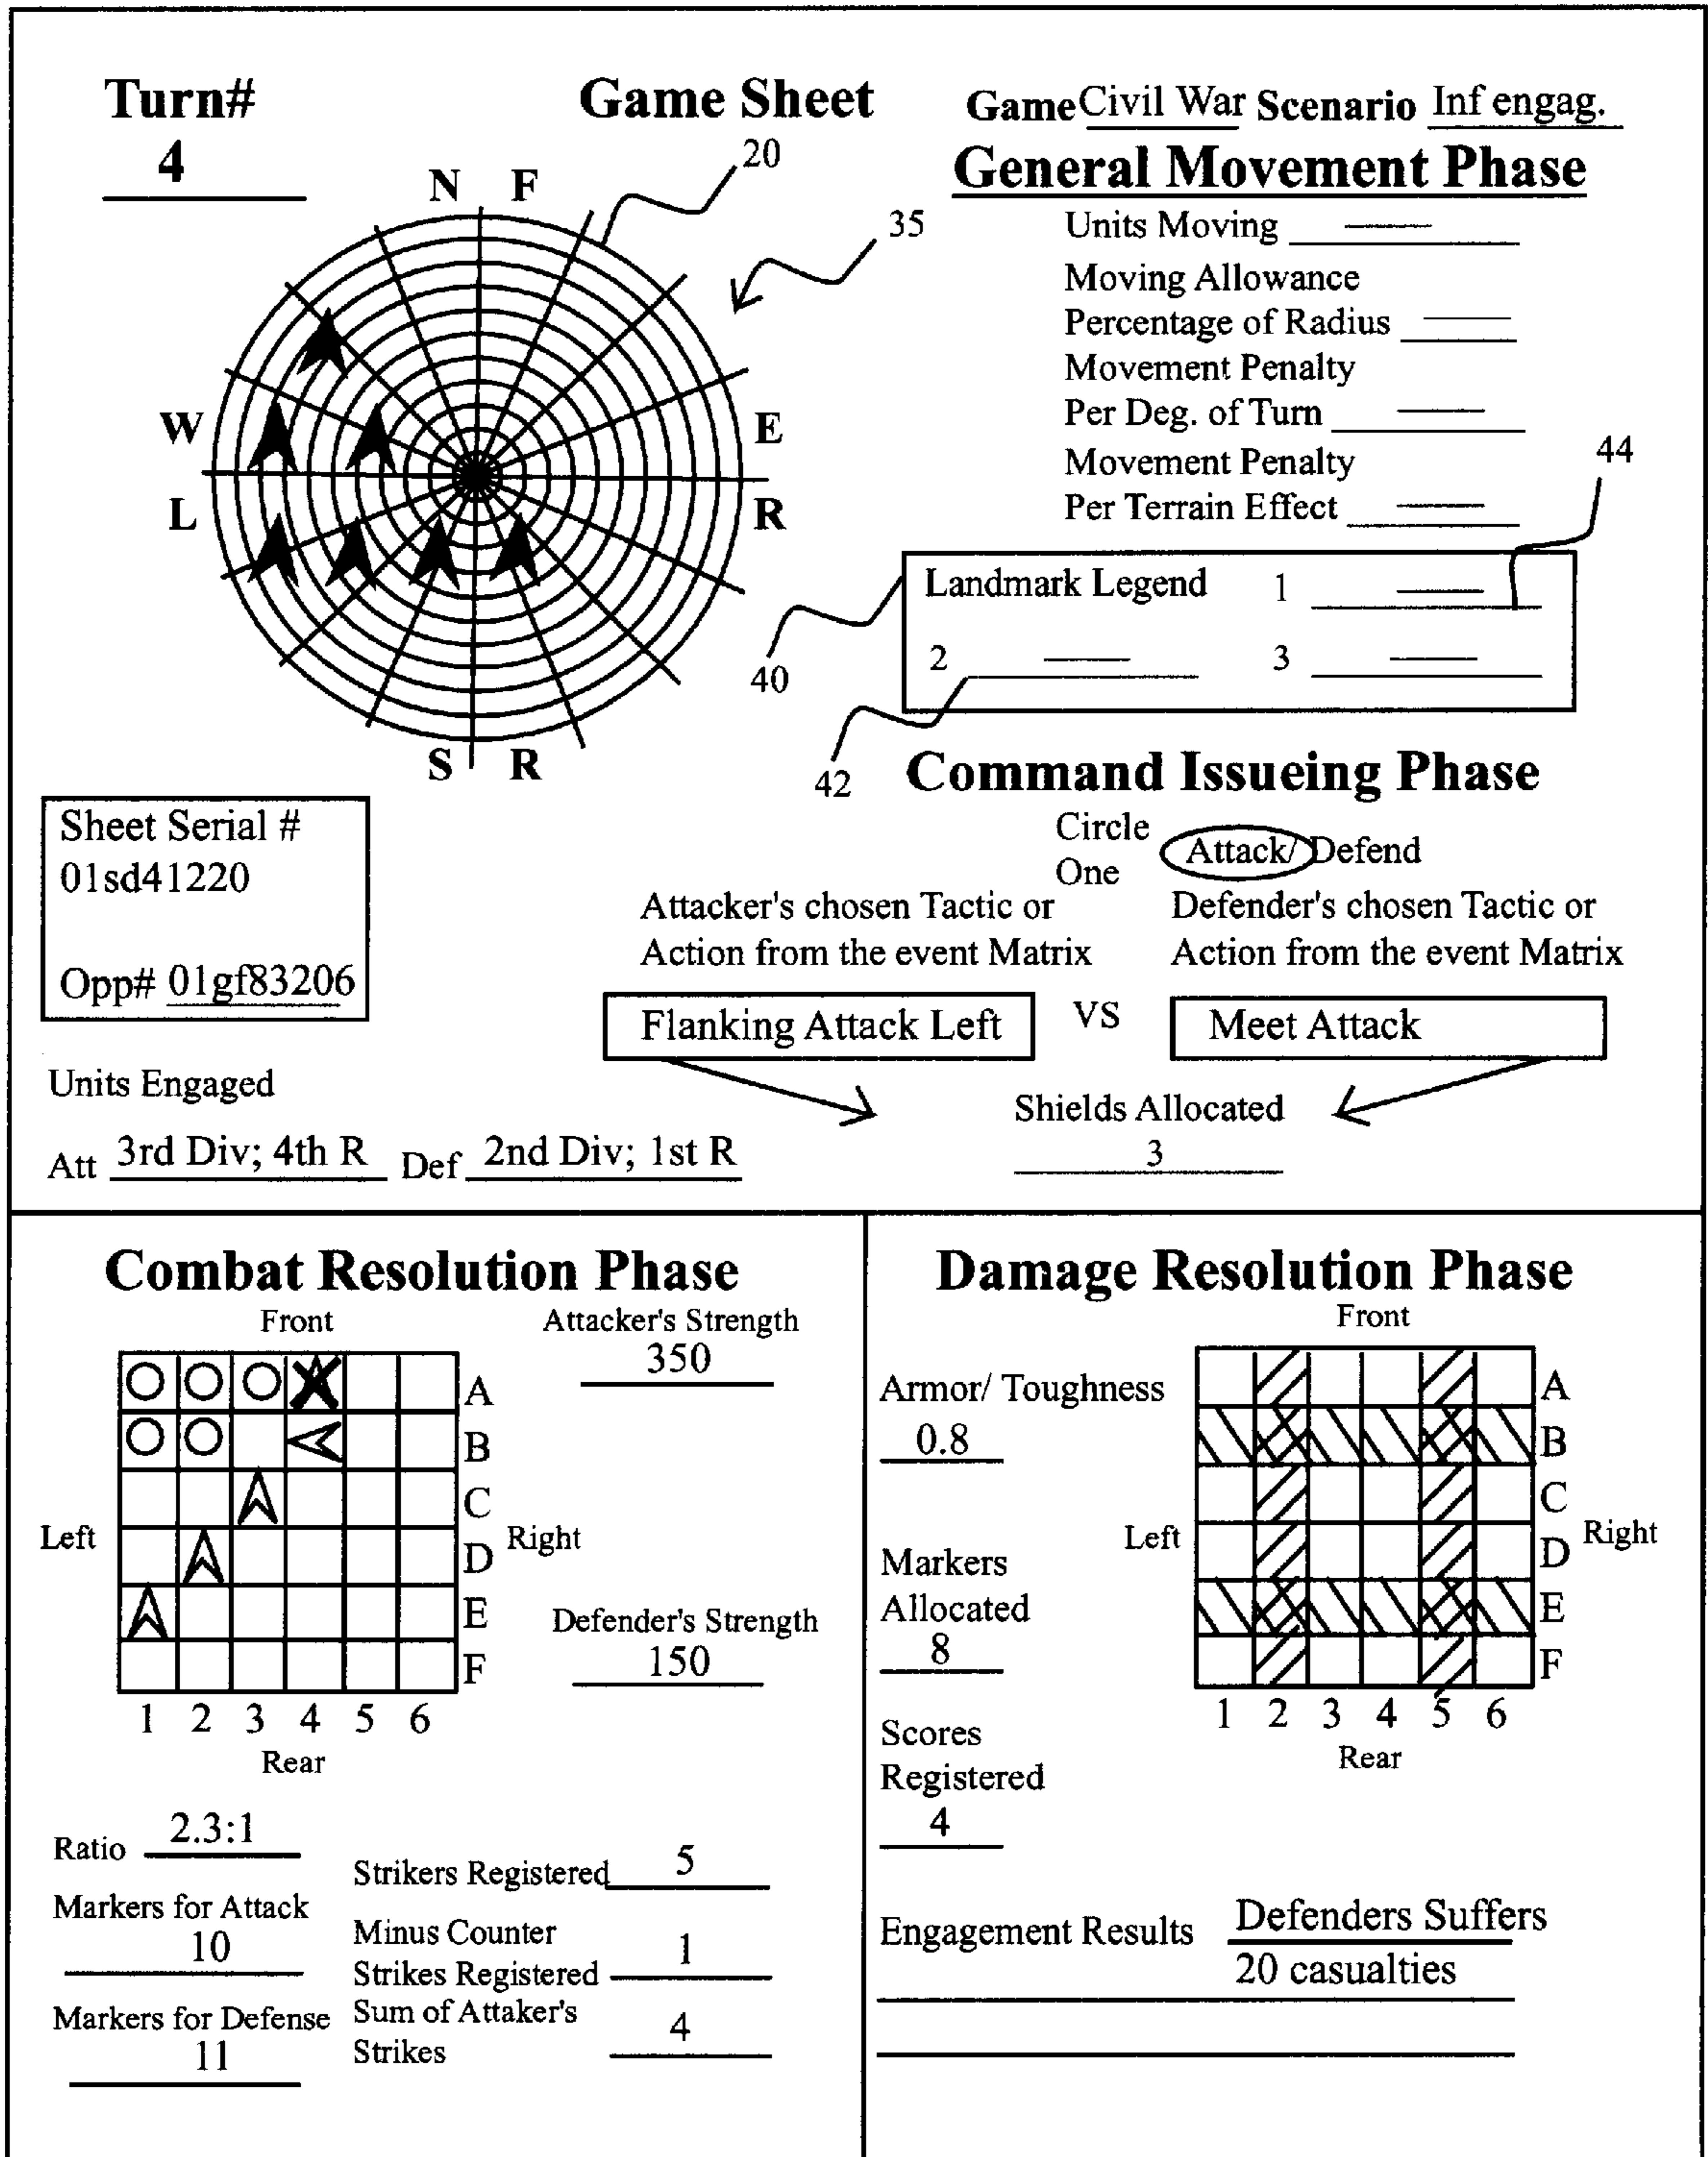 Turn# Game Sheet Game Civil War Scenario Inf engag.
4
General Movement Phase
N F
20
35
W E
L R
S R
Units Moving
Moving Allowance
Percentage of Radius
Movement Penalty
Per Deg. of Turn
Movement Penalty
Per Terrain Effect
44
Landmark Legend 1
2 3
40
42
Command Issueing Phase
Circle
One
Attack/ Defend
Sheet Serial #
01sd41220
Opp# 01gf83206
Attacker's chosen Tactic or
Action from the event Matrix
Defender's chosen Tactic or
Action from the event Matrix
Flanking Attack Left VS Meet Attack
Units Engaged
Shields Allocated
3
Att 3rd Div; 4th R Def 2nd Div; 1st R
Combat Resolution Phase
Front
Attacker's Strength
350
A
B
C
D
E
F
Left Right
1 2 3 4 5 6
Rear
Defender's Strength
150
Ratio 2.3:1
Markers for Attack
10
Markers for Defense
11
Strikers Registered 5
Minus Counter
Strikes Registered 1
Sum of Attaker's
Strikes 4
Damage Resolution Phase
Front
Armor/ Toughness
0.8
A
B
C
D
E
F
Left Right
1 2 3 4 5 6
Rear
Markers
Allocated
8
Scores
Registered
4
Engagement Results Defenders Suffers
20 casualties